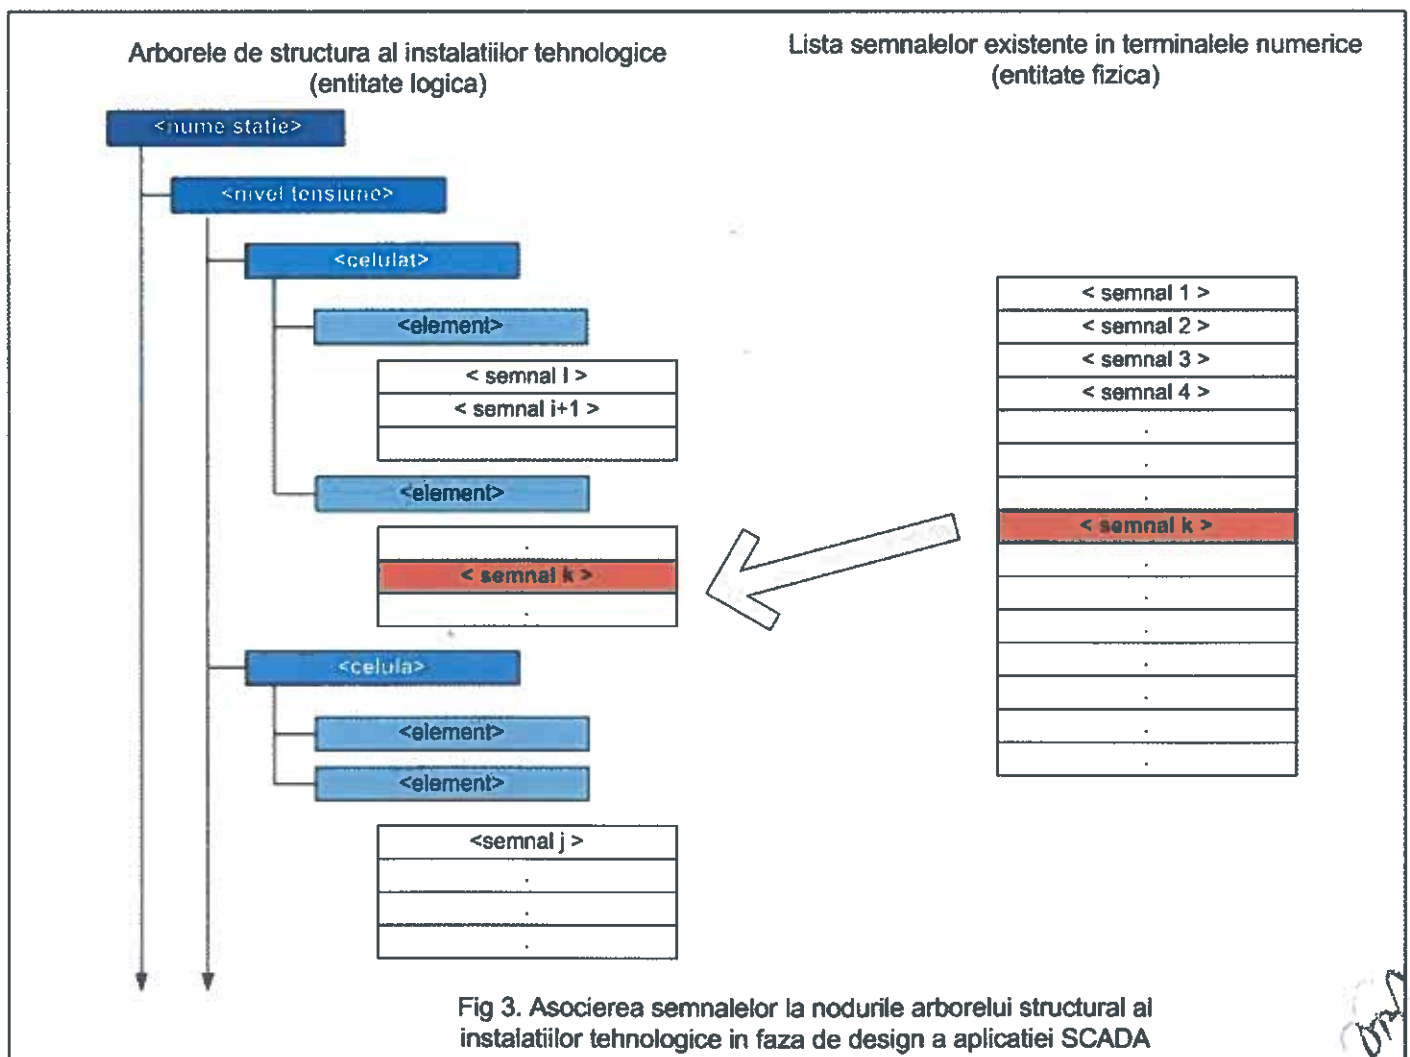 Arborele de structura al instalatiilor tehnologice
(entitate logica)
Lista semnalelor existente in terminalele numerice
(entitate fizica)
<nume statie>
<nivel tensiune>
<celulat>
<element>
< semnal I >
< semnal i+1 >
<element>
.
< semnal k >
.
<celula>
<element>
<element>
<semnal j >
.
.
.
< semnal 1 >
< semnal 2 >
< semnal 3 >
< semnal 4 >
.
.
.
< semnal k >
.
.
.
.
.
.
.
Fig 3. Asocierea semnalelor la nodurile arborelui structural al
instalatiilor tehnologice in faza de design a aplicatiei SCADA